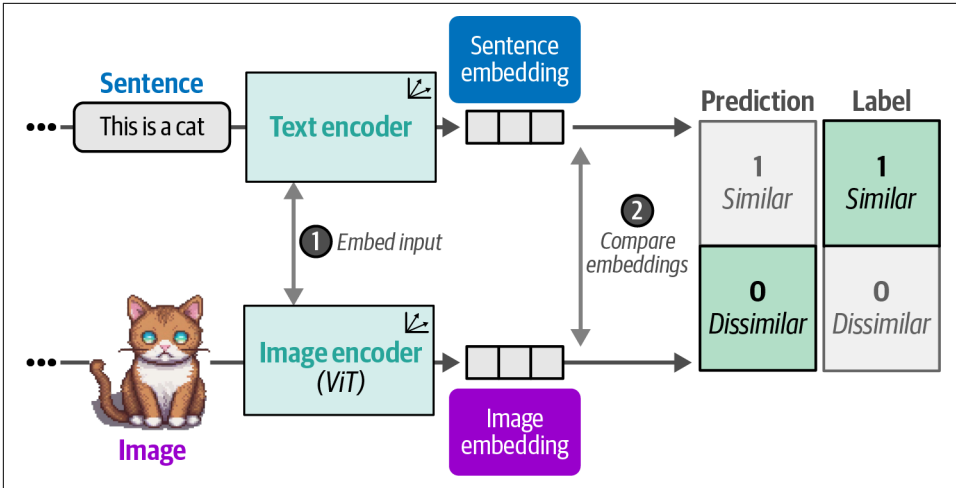 Sentence
This is a cat
Text encoder
Sentence
embedding
Prediction
Label
1
Similar
1
Similar
0
Dissimilar
0
Dissimilar
1 Embed input
2
Compare
embeddings
Image encoder
(ViT)
Image
Image
embedding